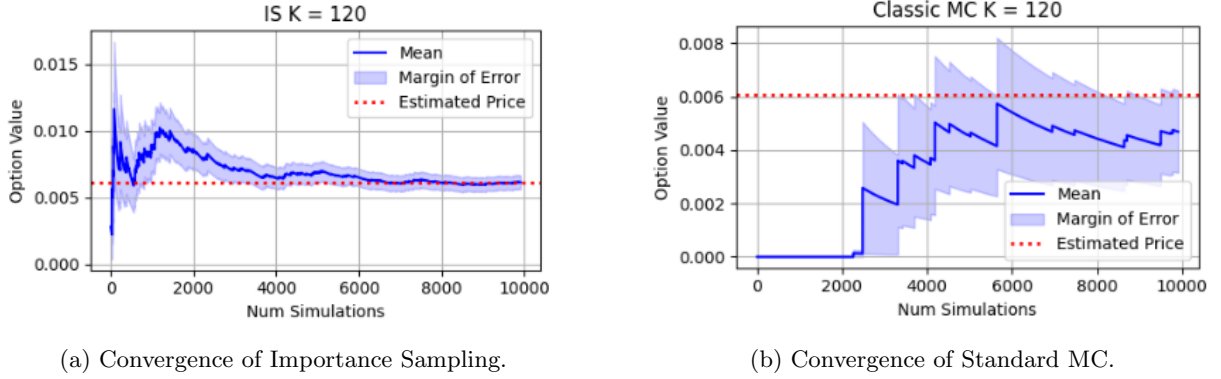 IS K = 120
Option Value
0.015
0.010
0.005
0.000
Mean
Margin of Error
Estimated Price
0
2000
4000
6000
8000
10000
Num Simulations
(a) Convergence of Importance Sampling.
Classic MC K = 120
Option Value
0.008
0.006
0.004
0.002
0.000
Mean
Margin of Error
Estimated Price
0
2000
4000
6000
8000
10000
Num Simulations
(b) Convergence of Standard MC.